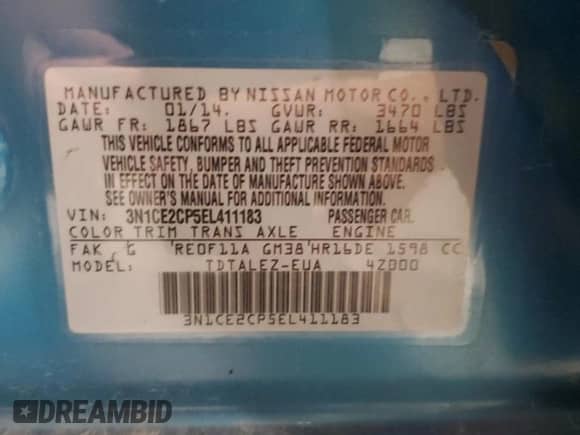 MANUFACTURED BY NISSAN MOTOR CO., LTD.
DATE: 01/14. GVWR: 3470 LBS
GAWR FR: 1867 LBS GAWR RR: 1664 LBS
THIS VEHICLE CONFORMS TO ALL APPLICABLE FEDERAL MOTOR
VEHICLE SAFETY, BUMPER AND THEFT PREVENTION STANDARDS
IN EFFECT ON THE DATE OF MANUFACTURE SHOWN ABOVE.
SEE OWNER'S MANUAL FOR ADDITIONAL INFORMATION.
VIN: 3N1CE2CP5EL411183 PASSENGER CAR.
COLOR TRIM TRANS AXLE ENGINE
FAK , G RE0F11A GM38 HR16DE 1598 CC
MODEL: TDTALEZ-EUA 42000
3N1CE2CP5EL411183
DREAMBID